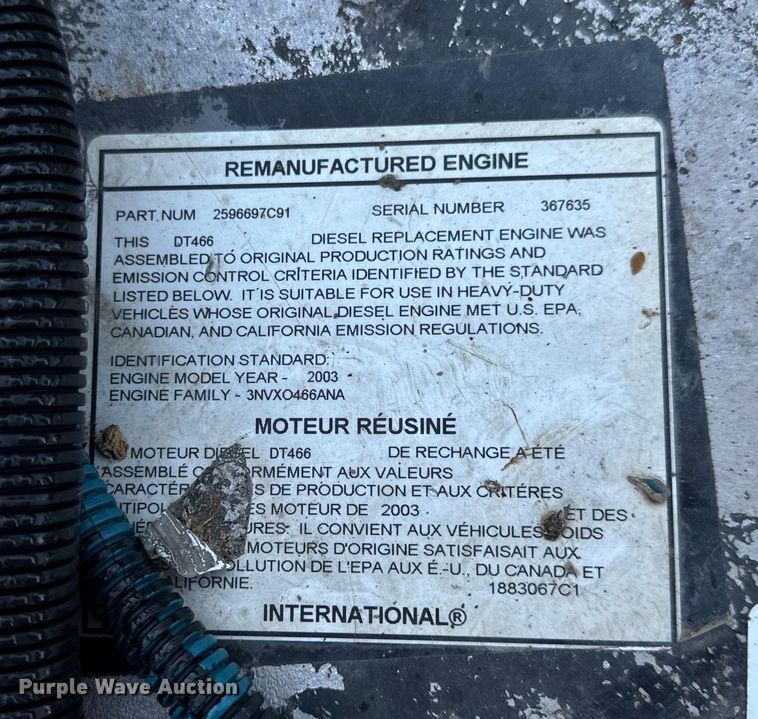 REMANUFACTURED ENGINE
PART NUM 2596697C91 SERIAL NUMBER 367635
THIS DT466 DIESEL REPLACEMENT ENGINE WAS
ASSEMBLED TO ORIGINAL PRODUCTION RATINGS AND
EMISSION CONTROL CRITERIA IDENTIFIED BY THE STANDARD
LISTED BELOW. IT IS SUITABLE FOR USE IN HEAVY-DUTY
VEHICLES WHOSE ORIGINAL DIESEL ENGINE MET U.S. EPA,
CANADIAN, AND CALIFORNIA EMISSION REGULATIONS.
IDENTIFICATION STANDARD:
ENGINE MODEL YEAR - 2003
ENGINE FAMILY - 3NVXO466ANA
MOTEUR RÉUSINÉ
MOTEUR DT466 DE RECHANGE A ÉTÉ
ASSEMBLÉ AUX VALEURS
DE PRODUCTION ET AUX CRITÈRES
MOTEUR DE 2003 ET DES
IL CONVIENT AUX VÉHICULES
MOTEURS D'ORIGINE SATISFAISAIT AUX
DE L'EPA AUX É.-U., DU CANADA ET
CALIFORNIE. 1883067C1
INTERNATIONAL®
Purple Wave Auction